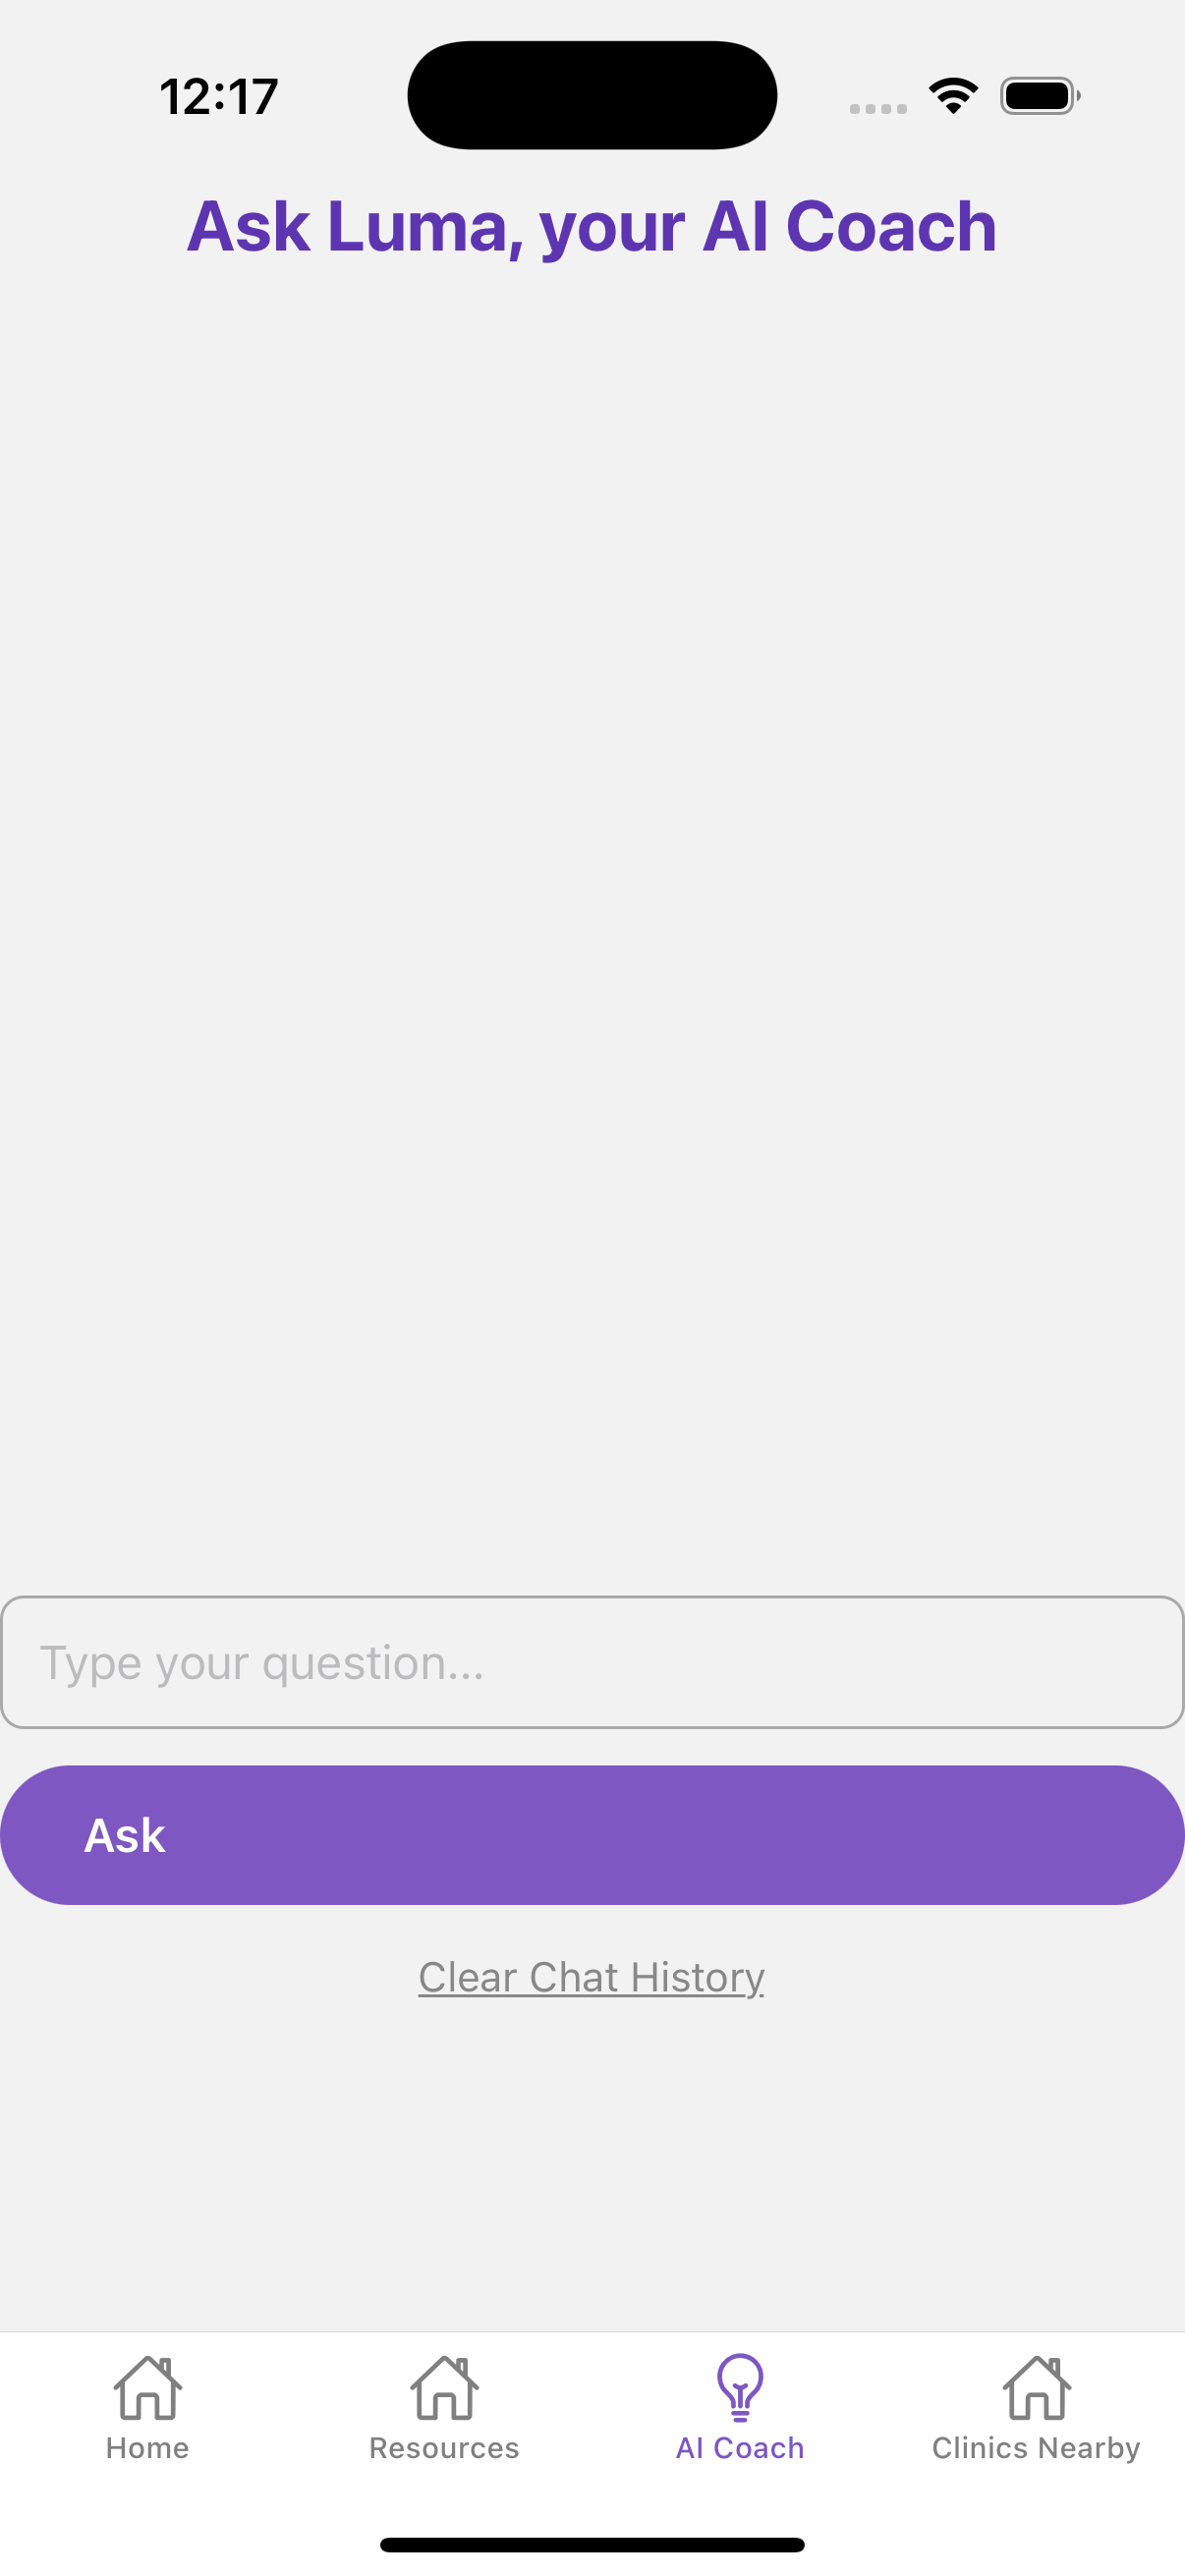 12:17
Ask Luma, your AI Coach
Type your question...
Ask
Clear Chat History
Home
Resources
AI Coach
Clinics Nearby